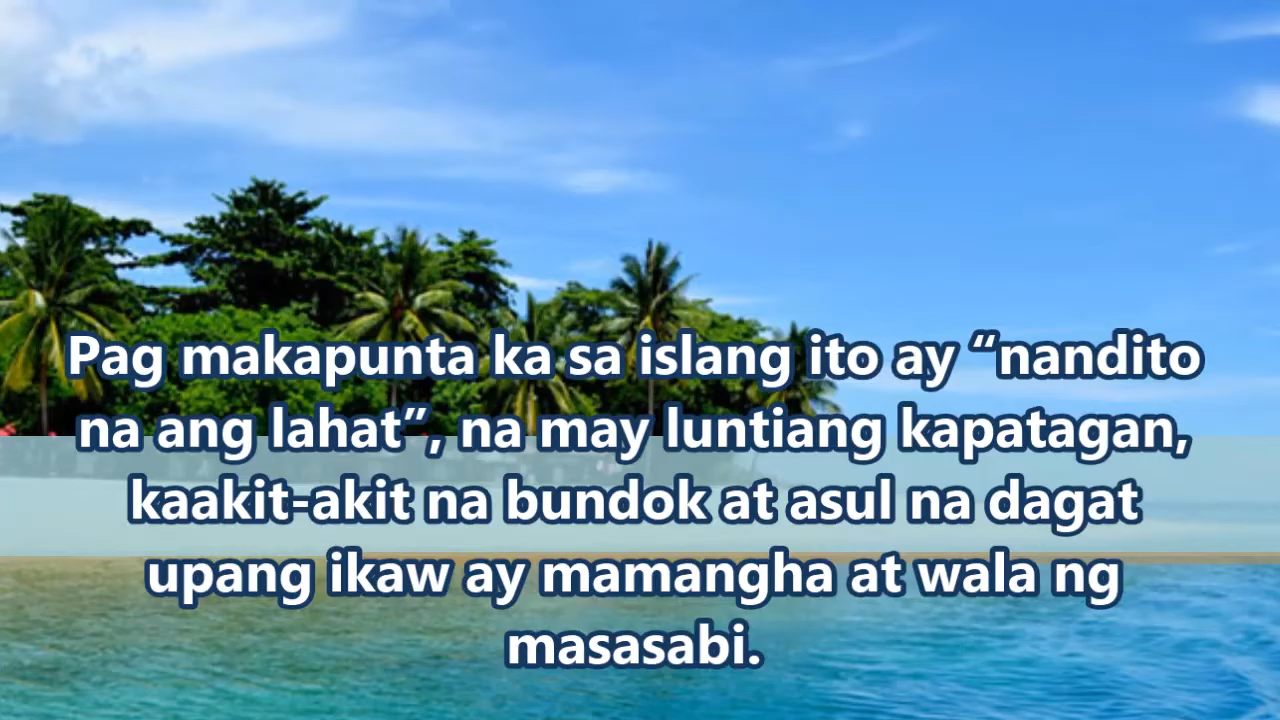 Pag makapunta ka sa islang ito ay “nandito
na ang lahat”, na may luntiang kapatagan,
kaakit-akit na bundok at asul na dagat
upang ikaw ay mamangha at wala ng
masasabi.